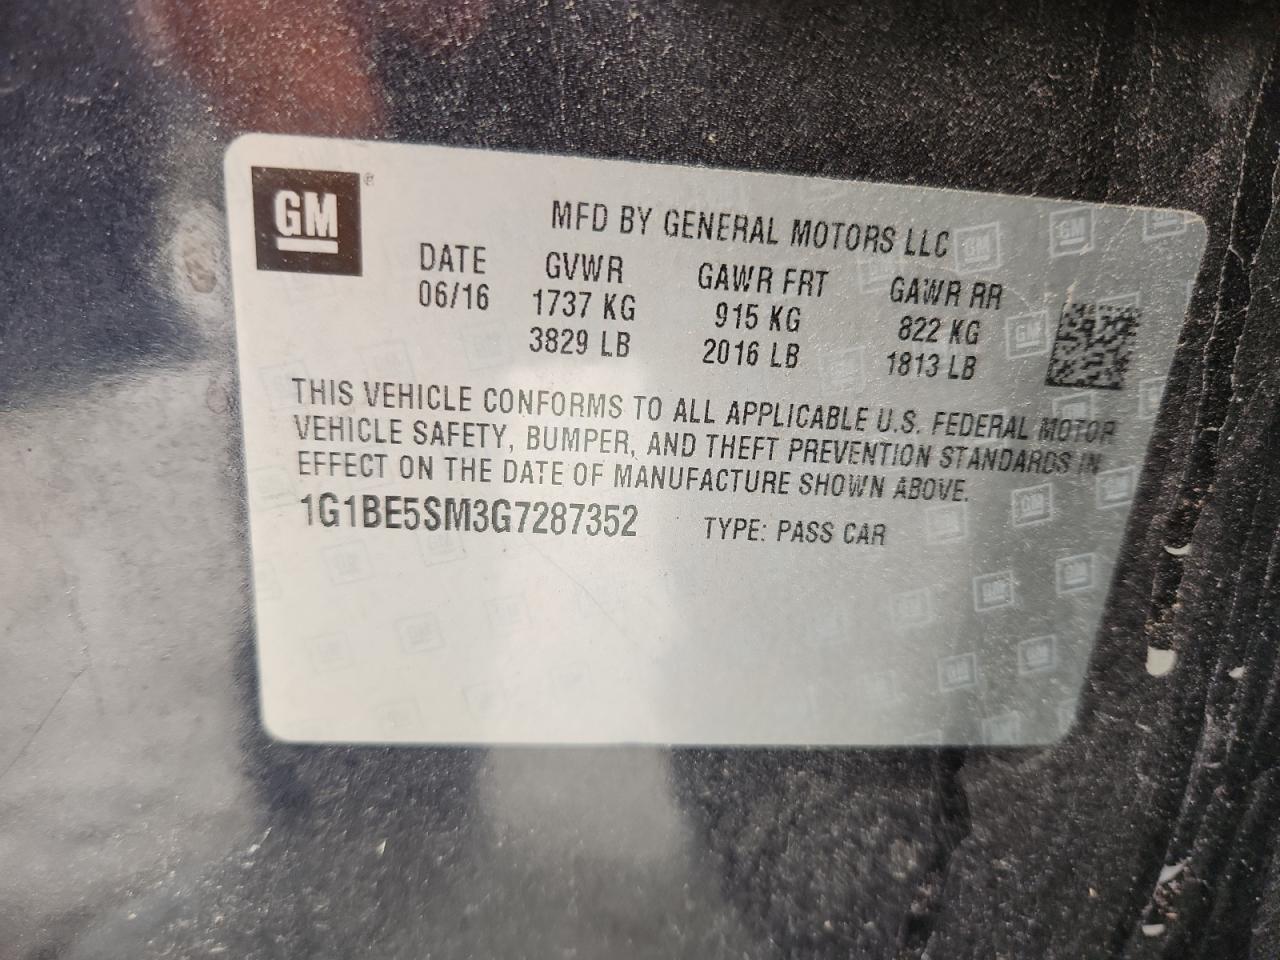 GM ®
MFD BY GENERAL MOTORS LLC
DATE GVWR GAWR FRT GAWR RR
06/16 1737 KG 915 KG 822 KG
3829 LB 2016 LB 1813 LB
THIS VEHICLE CONFORMS TO ALL APPLICABLE U.S. FEDERAL MOTOR
VEHICLE SAFETY, BUMPER, AND THEFT PREVENTION STANDARDS IN
EFFECT ON THE DATE OF MANUFACTURE SHOWN ABOVE.
1G1BE5SM3G7287352 TYPE: PASS CAR